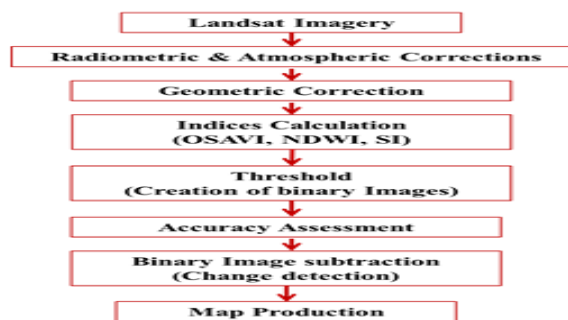 Landsat Imagery
Radiometric & Atmospheric Corrections
Geometric Correction
Indices Calculation
(OSAVI, NDWI, SI)
Threshold
(Creation of binary Images)
Accuracy Assessment
Binary Image subtraction
(Change detection)
Map Production